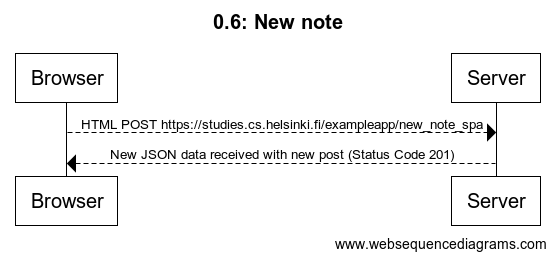 0.6: New note
Browser
Server
HTML POST https://studies.cs.helsinki.fi/exampleapp/new_note_spa
New JSON data received with new post (Status Code 201)
Browser
Server
www.websequencediagrams.com